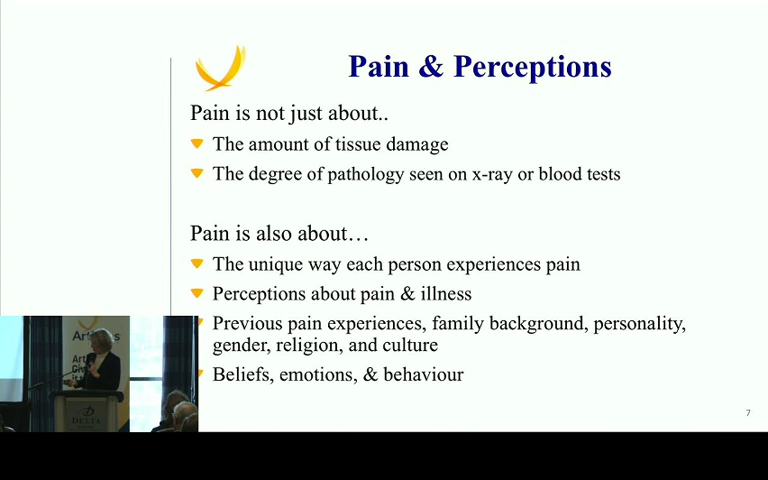 Pain & Perceptions
Pain is not just about..
The amount of tissue damage
The degree of pathology seen on x-ray or blood tests
Pain is also about…
The unique way each person experiences pain
Perceptions about pain & illness
Previous pain experiences, family background, personality,
gender, religion, and culture
Beliefs, emotions, & behaviour
7
DELTA